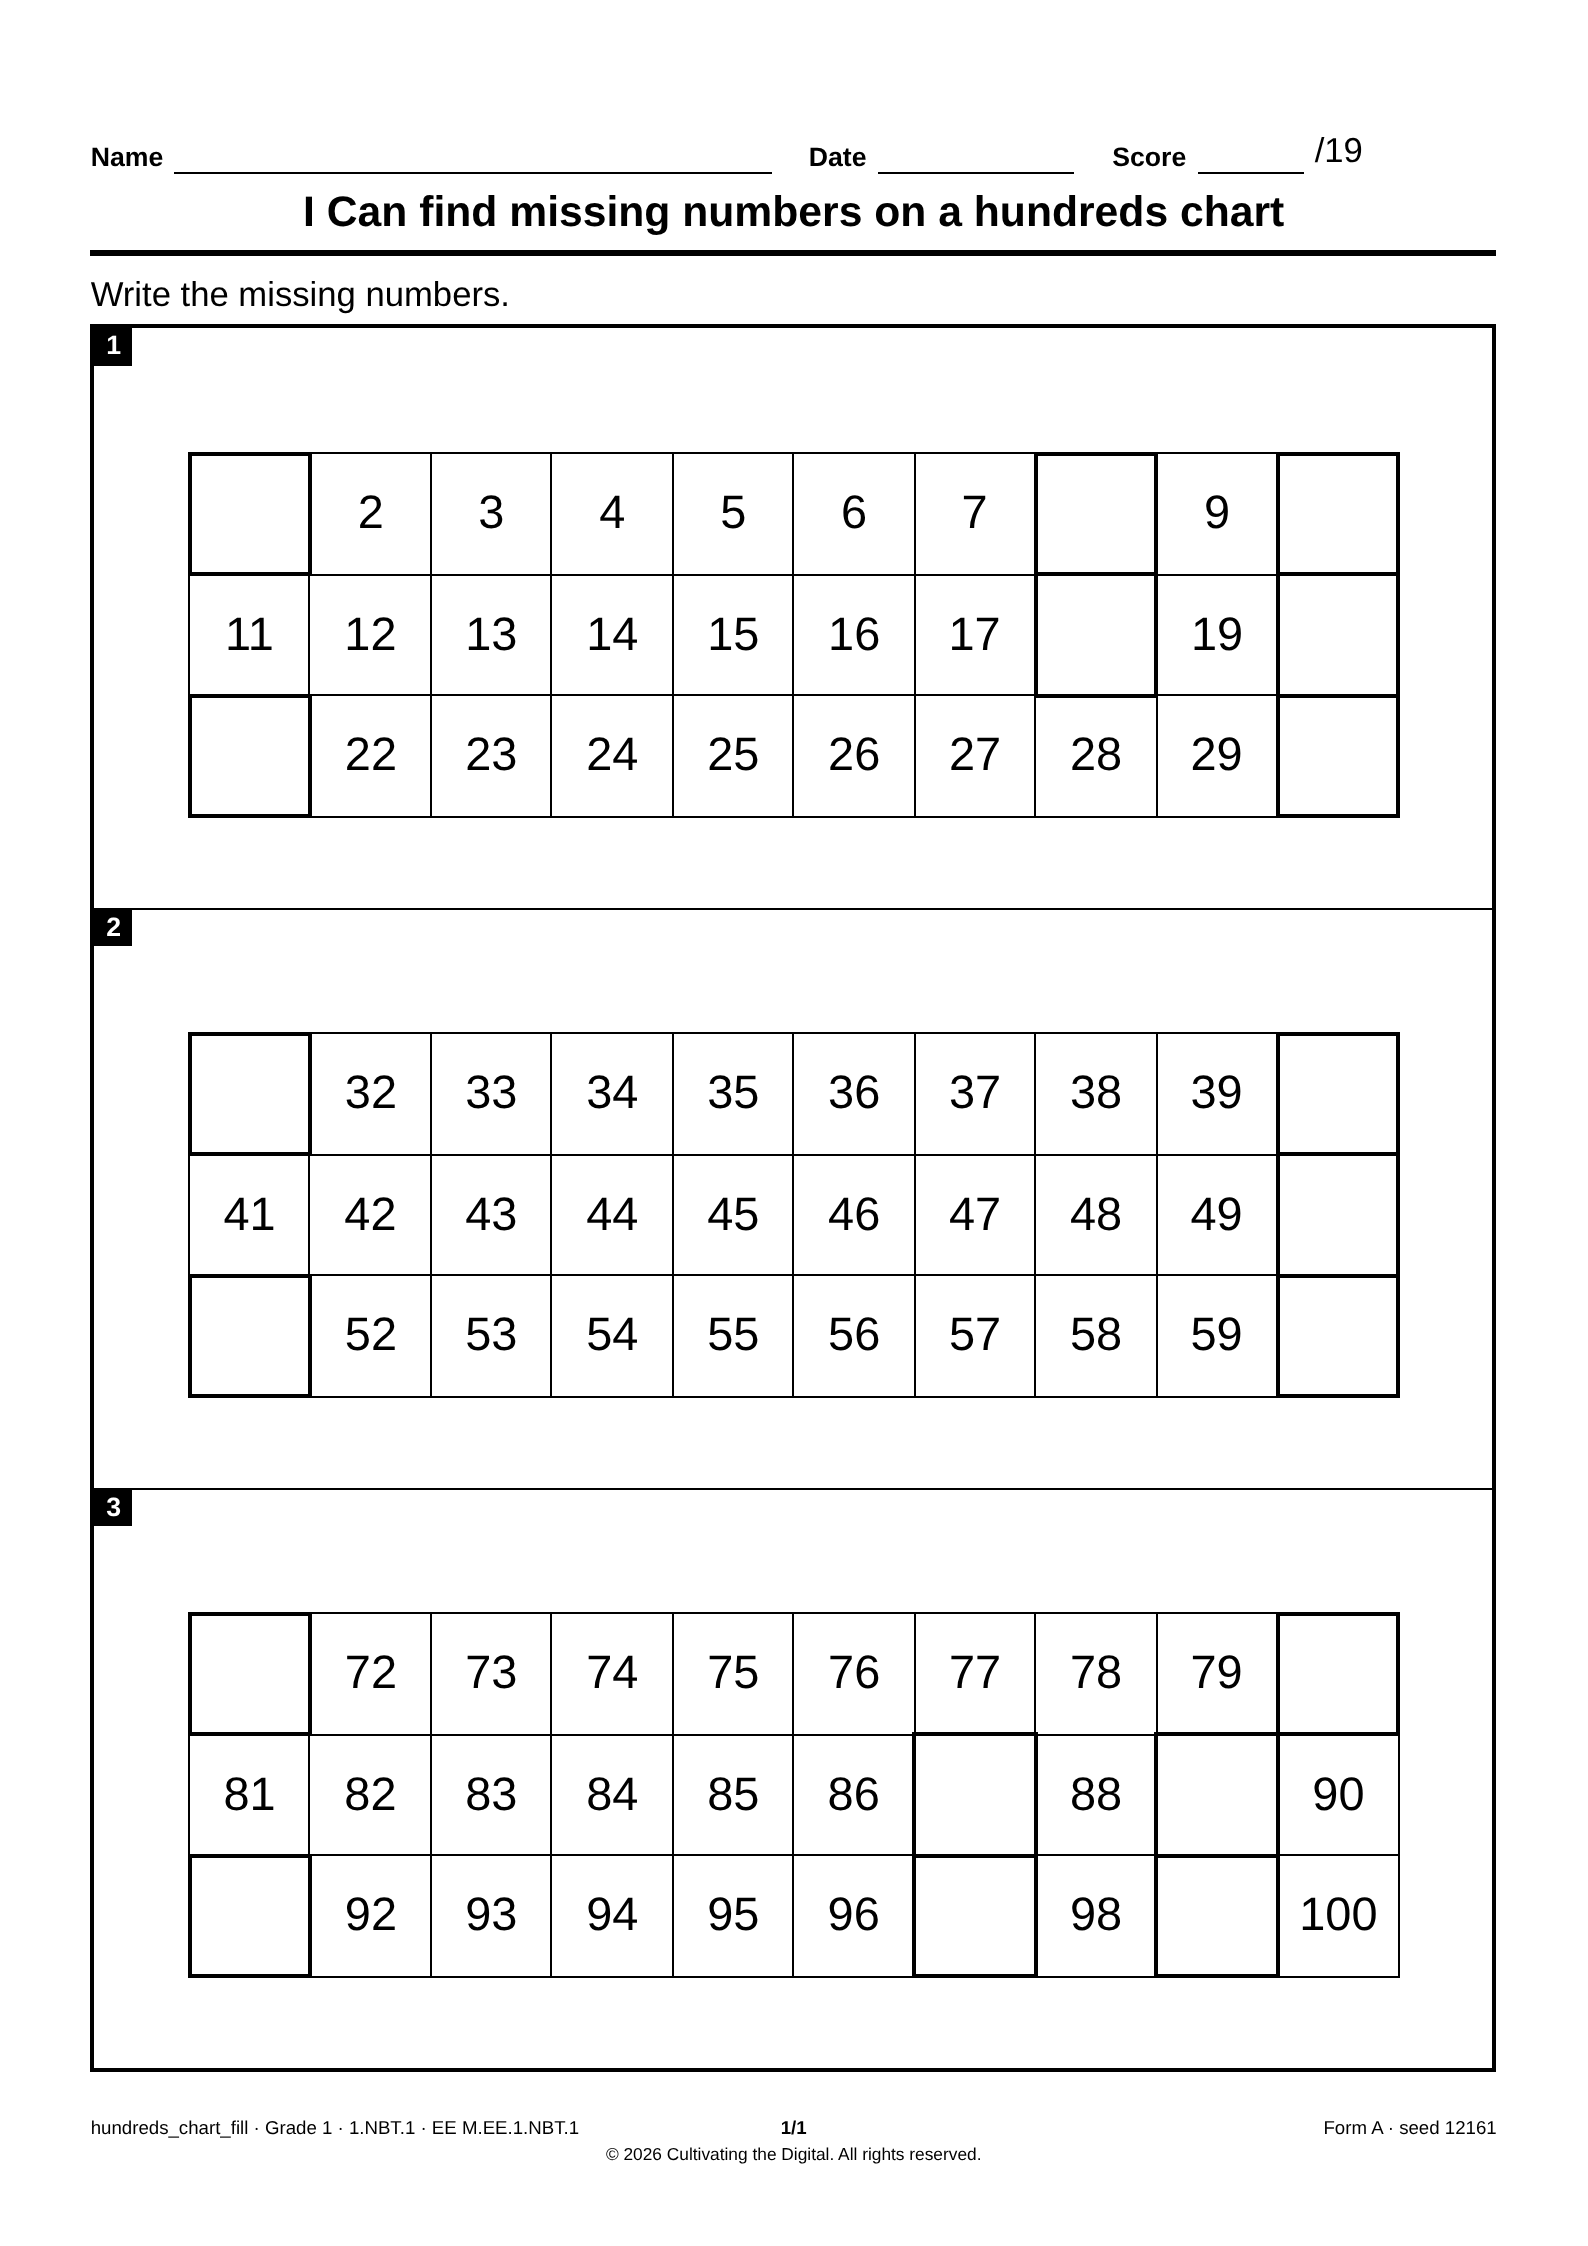 Name Date Score /19
I Can find missing numbers on a hundreds chart
Write the missing numbers.
1
2 3 4 5 6 7 9
11 12 13 14 15 16 17 19
22 23 24 25 26 27 28 29
2
32 33 34 35 36 37 38 39
41 42 43 44 45 46 47 48 49
52 53 54 55 56 57 58 59
3
72 73 74 75 76 77 78 79
81 82 83 84 85 86 88 90
92 93 94 95 96 98 100
hundreds_chart_fill · Grade 1 · 1.NBT.1 · EE M.EE.1.NBT.1 1/1 Form A · seed 12161
© 2026 Cultivating the Digital. All rights reserved.